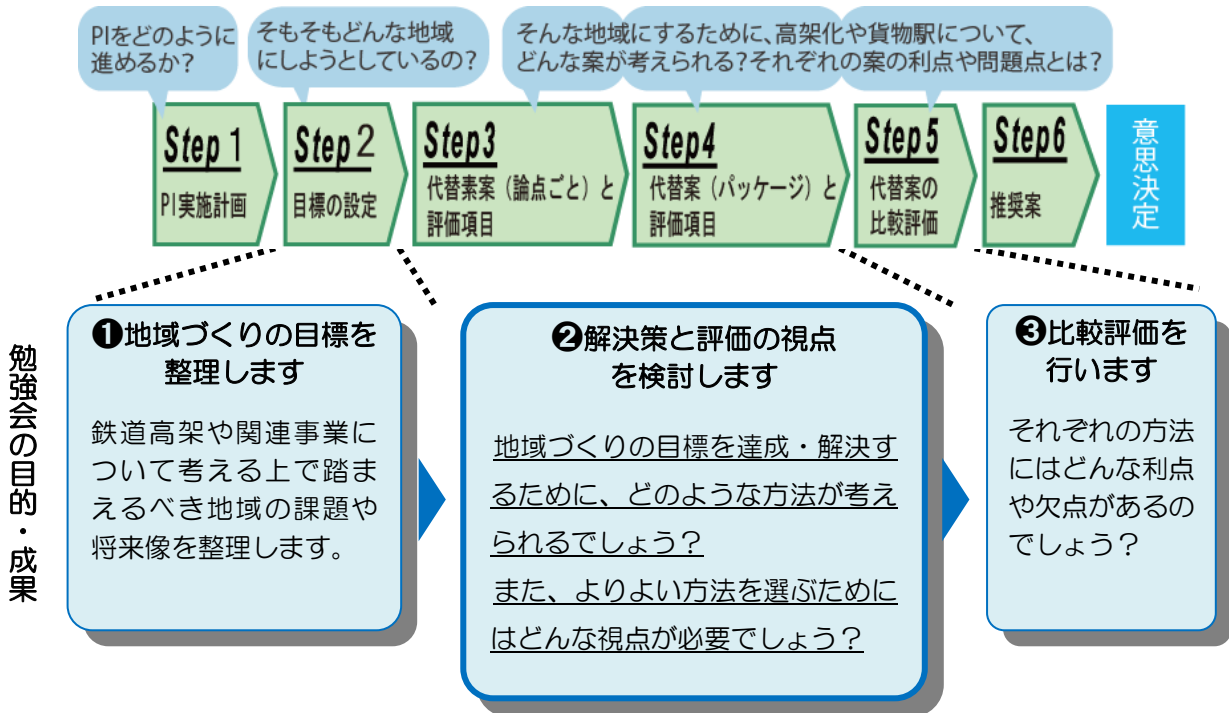 PIをどのように
進めるか？
そもそもどんな地域
にしようとしているの？
そんな地域にするために、高架化や貨物駅について、
どんな案が考えられる？それぞれの案の利点や問題点とは？
Step 1
PI実施計画
Step 2
目標の設定
Step3
代替素案（論点ごと）と
評価項目
Step4
代替案（パッケージ）と
評価項目
Step5
代替案の
比較評価
Step6
推奨案
意思決定
勉強会の目的・成果
❶地域づくりの目標を
整理します
鉄道高架や関連事業に
ついて考える上で踏ま
えるべき地域の課題や
将来像を整理します。
❷解決策と評価の視点
を検討します
地域づくりの目標を達成・解決す
るために、どのような方法が考え
られるでしょう？
また、よりよい方法を選ぶために
はどんな視点が必要でしょう？
❸比較評価を
行います
それぞれの方法
にはどんな利点
や欠点があるの
でしょう？